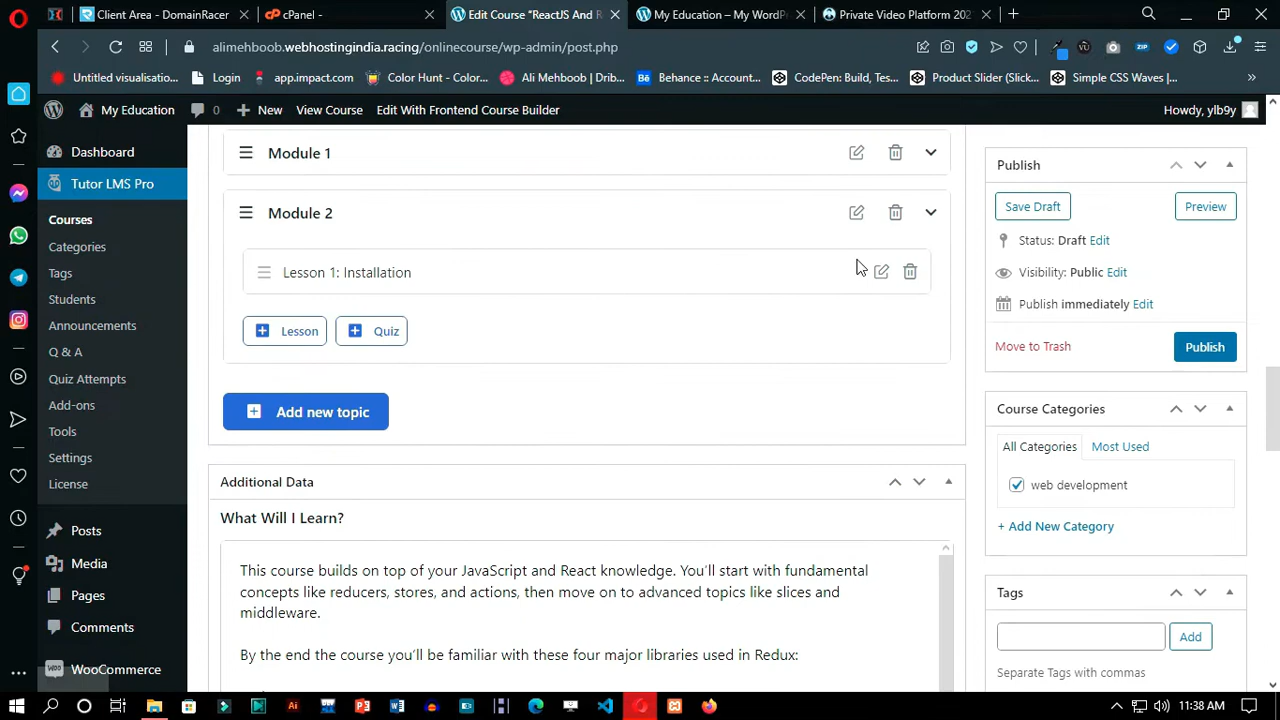 Client Area - DomainRacer
cPanel -
Edit Course "ReactJS And R
My Education – My WordP
Private Video Platform 202
alimehboob.webhostingindia.racing/onlinecourse/wp-admin/post.php
Untitled visualisatio...
Login
app.impact.com
Color Hunt - Color...
Ali Mehboob | Drib...
Behance :: Account...
CodePen: Build, Tes...
Product Slider (Slick...
Simple CSS Waves |...
My Education
0
New
View Course
Edit With Frontend Course Builder
Howdy, ylb9y
Dashboard
Tutor LMS Pro
Courses
Categories
Tags
Students
Announcements
Q & A
Quiz Attempts
Add-ons
Tools
Settings
License
Posts
Media
Pages
Comments
WooCommerce
Module 1
Module 2
Lesson 1: Installation
Lesson
Quiz
Add new topic
Additional Data
What Will I Learn?
This course builds on top of your JavaScript and React knowledge. You'll start with fundamental
concepts like reducers, stores, and actions, then move on to advanced topics like slices and
middleware.
By the end the course you'll be familiar with these four major libraries used in Redux:
Publish
Save Draft
Preview
Status: Draft Edit
Visibility: Public Edit
Publish immediately Edit
Move to Trash
Publish
Course Categories
All Categories
Most Used
web development
+ Add New Category
Tags
Add
Separate Tags with commas
11:38 AM